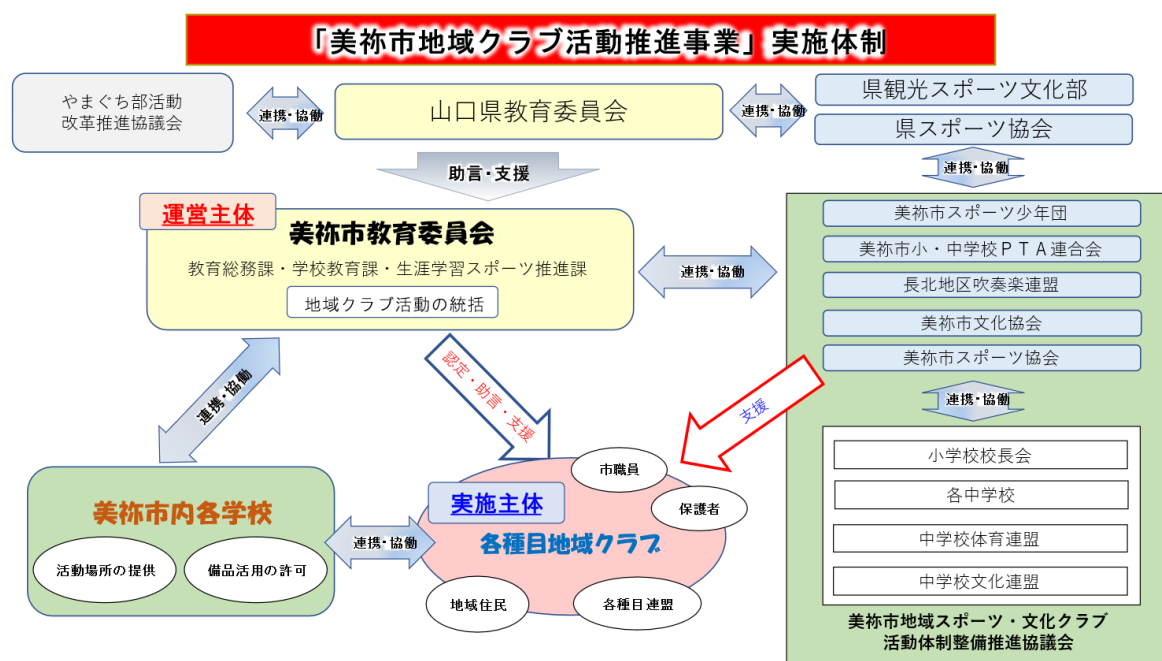 「美祢市地域クラブ活動推進事業」実施体制
やまぐち部活動
改革推進協議会
連携・協働
山口県教育委員会
連携・協働
県観光スポーツ文化部
県スポーツ協会
助言・支援
連携・協働
運営主体
美祢市教育委員会
教育総務課・学校教育課・生涯学習スポーツ推進課
地域クラブ活動の統括
連携・協働
美祢市スポーツ少年団
美祢市小・中学校ＰＴＡ連合会
長北地区吹奏楽連盟
美祢市文化協会
美祢市スポーツ協会
連携・協働
認定・助言・支援
支援
連携・協働
小学校校長会
各中学校
中学校体育連盟
中学校文化連盟
美祢市地域スポーツ・文化クラブ
活動体制整備推進協議会
美祢市内各学校
活動場所の提供
備品活用の許可
連携・協働
実施主体
各種目地域クラブ
市職員
保護者
地域住民
各種目連盟